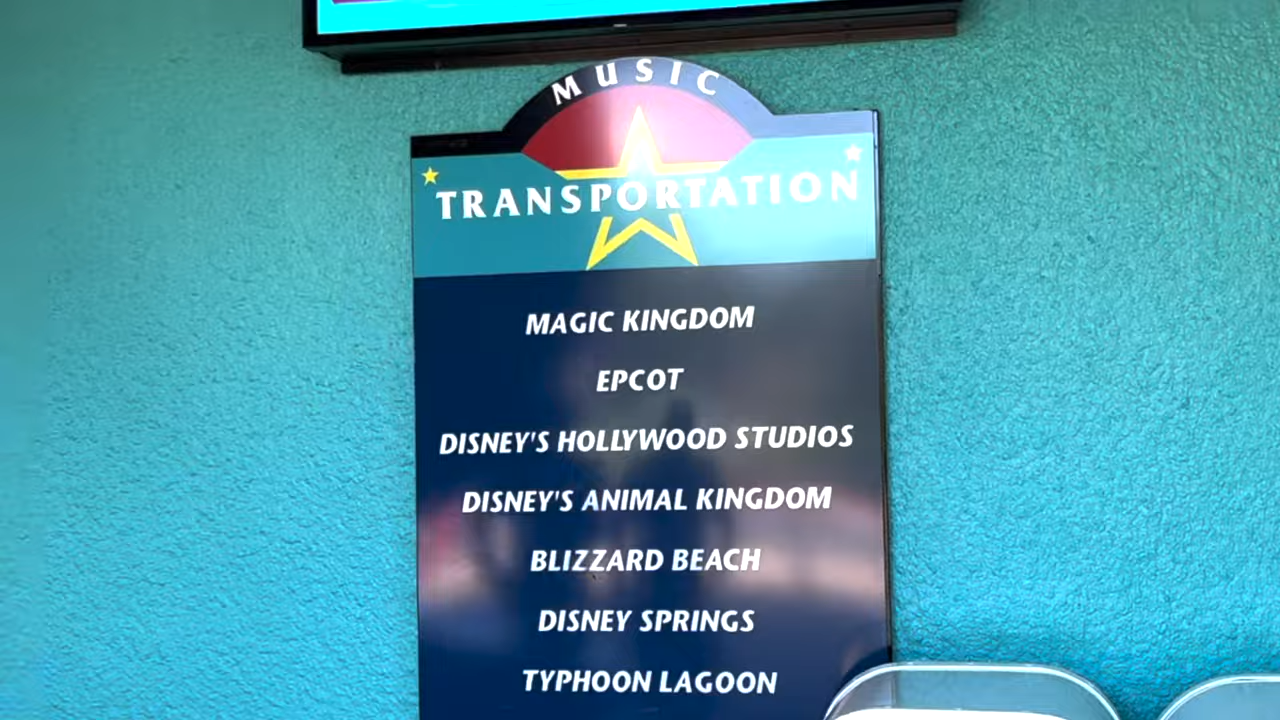 MUSIC
TRANSPORTATION
MAGIC KINGDOM
EPCOT
DISNEY'S HOLLYWOOD STUDIOS
DISNEY'S ANIMAL KINGDOM
BLIZZARD BEACH
DISNEY SPRINGS
TYPHOON LAGOON